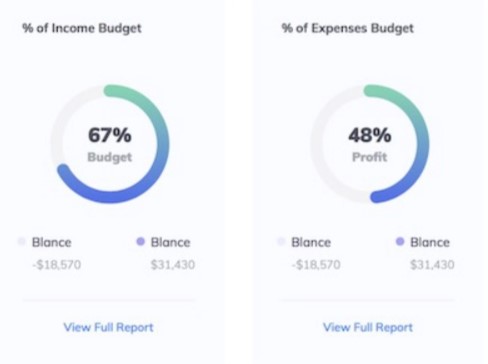 % of Income Budget
67%
Budget
Blance Blance
-$18,570 $31,430
View Full Report
% of Expenses Budget
48%
Profit
Blance Blance
-$18,570 $31,430
View Full Report